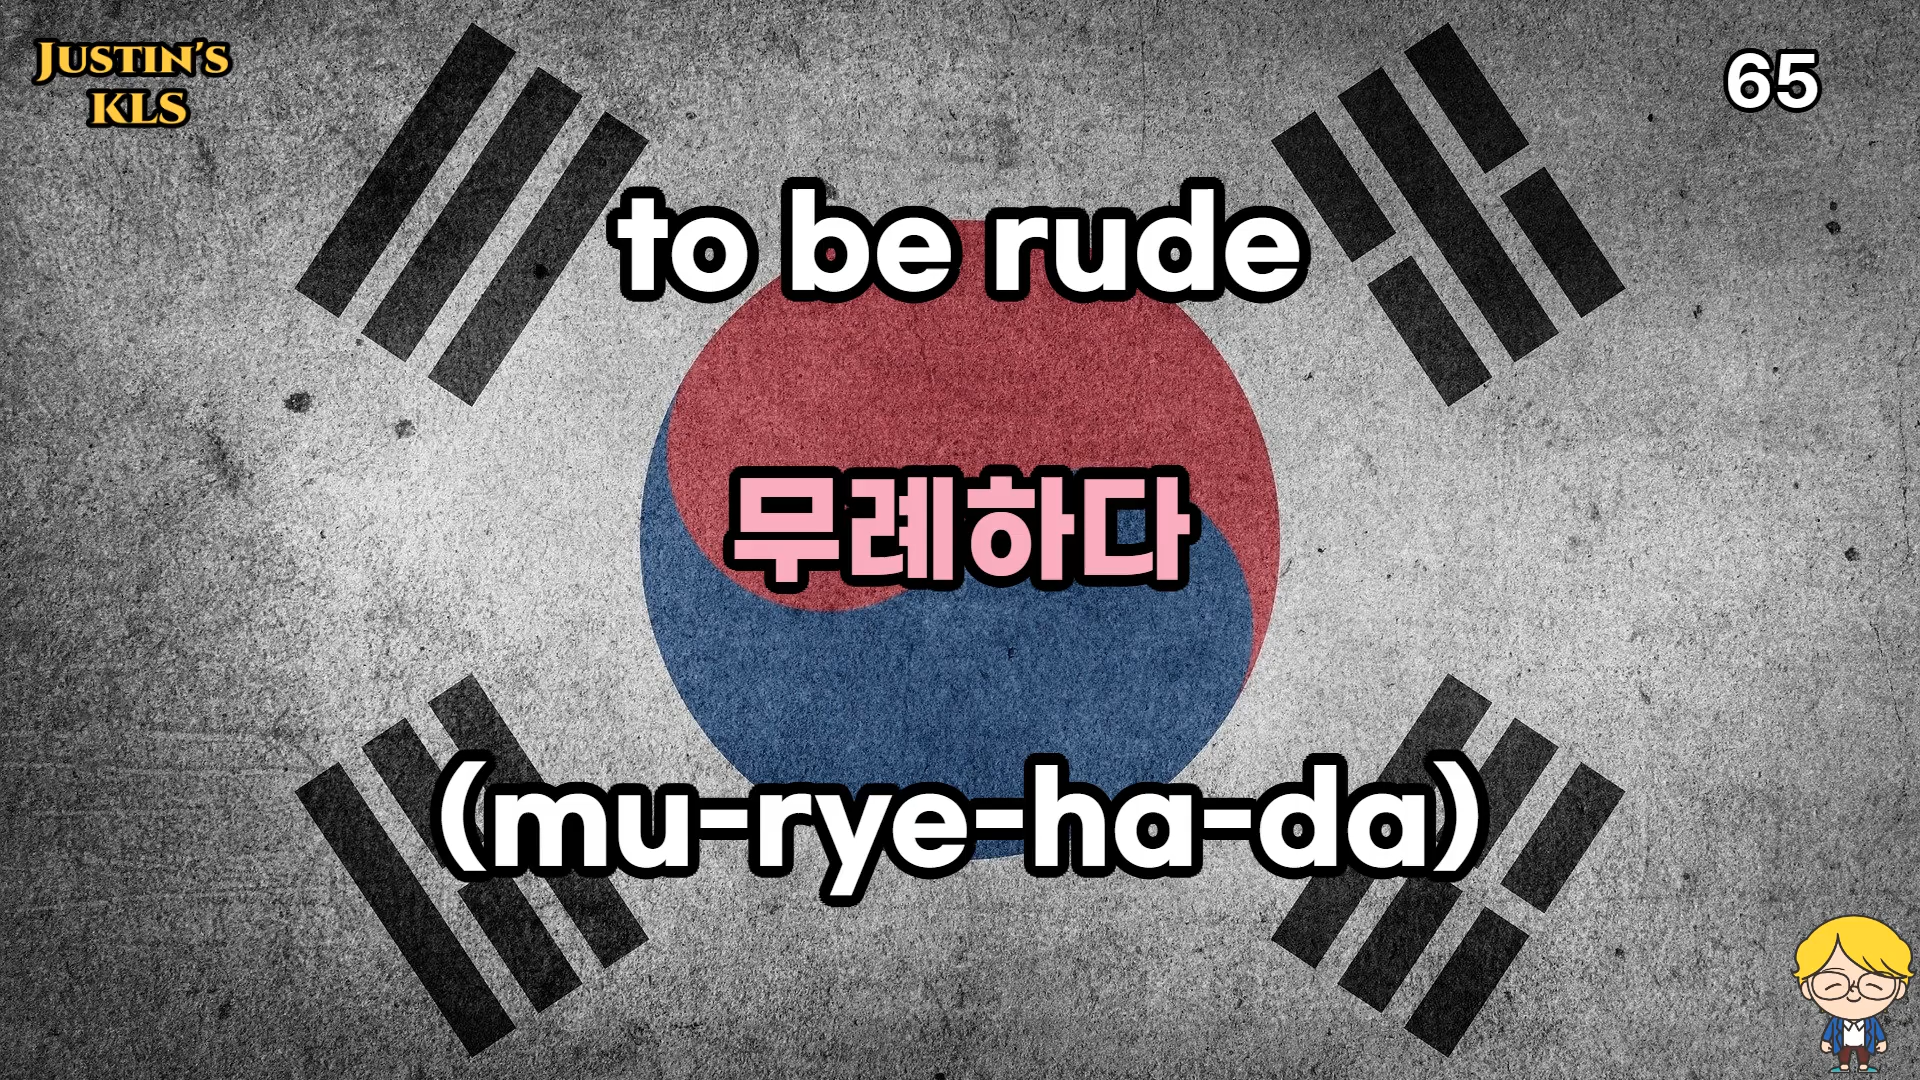 JUSTIN'S
KLS
65
to be rude
무례하다
(mu-rye-ha-da)